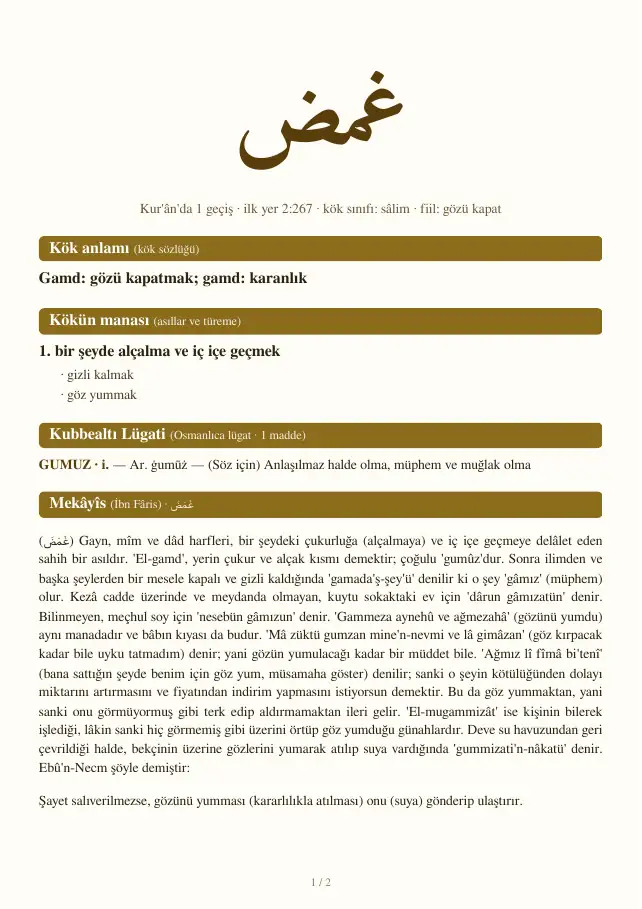 غمض
Kur'ân'da 1 geçiş · ilk yer 2:267 · kök sınıfı: sâlim · fiil: gözü kapat
Kök anlamı (kök sözlüğü)
Gamd: gözü kapatmak; gamd: karanlık
Kökün manası (asıllar ve türeme)
1. bir şeyde alçalma ve iç içe geçmek
· gizli kalmak
· göz yummak
Kubbealtı Lügati (Osmanlıca lügat · 1 madde)
GUMUZ · i. — Ar. ġumūż — (Söz için) Anlaşılmaz halde olma, müphem ve muğlak olma
Mekâyîs (İbn Fâris) · غَمَضَ
(غَمَضَ) Gayn, mîm ve dâd harfleri, bir şeydeki çukurluğa (alçalmaya) ve iç içe geçmeye delâlet eden
sahih bir asıldır. 'El-gamd', yerin çukur ve alçak kısmı demektir; çoğulu 'gumûz'dur. Sonra ilimden ve
başka şeylerden bir mesele kapalı ve gizli kaldığında 'gamada'ş-şey'ü' denilir ki o şey 'gâmız' (müphem)
olur. Kezâ cadde üzerinde ve meydanda olmayan, kuytu sokaktaki ev için 'dârun gâmızatün' denir.
Bilinmeyen, meçhul soy için 'nesebün gâmızun' denir. 'Gammeza aynehû ve ağmezahâ' (gözünü yumdu)
aynı manadadır ve bâbın kıyası da budur. 'Mâ züktü gumzan mine'n-nevmi ve lâ gimâzan' (göz kırpacak
kadar bile uyku tatmadım) denir; yani gözün yumulacağı kadar bir müddet bile. 'Ağmız lî fîmâ bi'tenî'
(bana sattığın şeyde benim için göz yum, müsamaha göster) denilir; sanki o şeyin kötülüğünden dolayı
miktarını artırmasını ve fiyatından indirim yapmasını istiyorsun demektir. Bu da göz yummaktan, yani
sanki onu görmüyormuş gibi terk edip aldırmamaktan ileri gelir. 'El-mugammizât' ise kişinin bilerek
işlediği, lâkin sanki hiç görmemiş gibi üzerini örtüp göz yumduğu günahlardır. Deve su havuzundan geri
çevrildiği halde, bekçinin üzerine gözlerini yumarak atılıp suya vardığında 'gummizati'n-nâkatü' denir.
Ebü'n-Necm şöyle demiştir:
Şayet salıverilmezse, gözünü yumması (kararlılıkla atılması) onu (suya) gönderip ulaştırır.
1 / 2